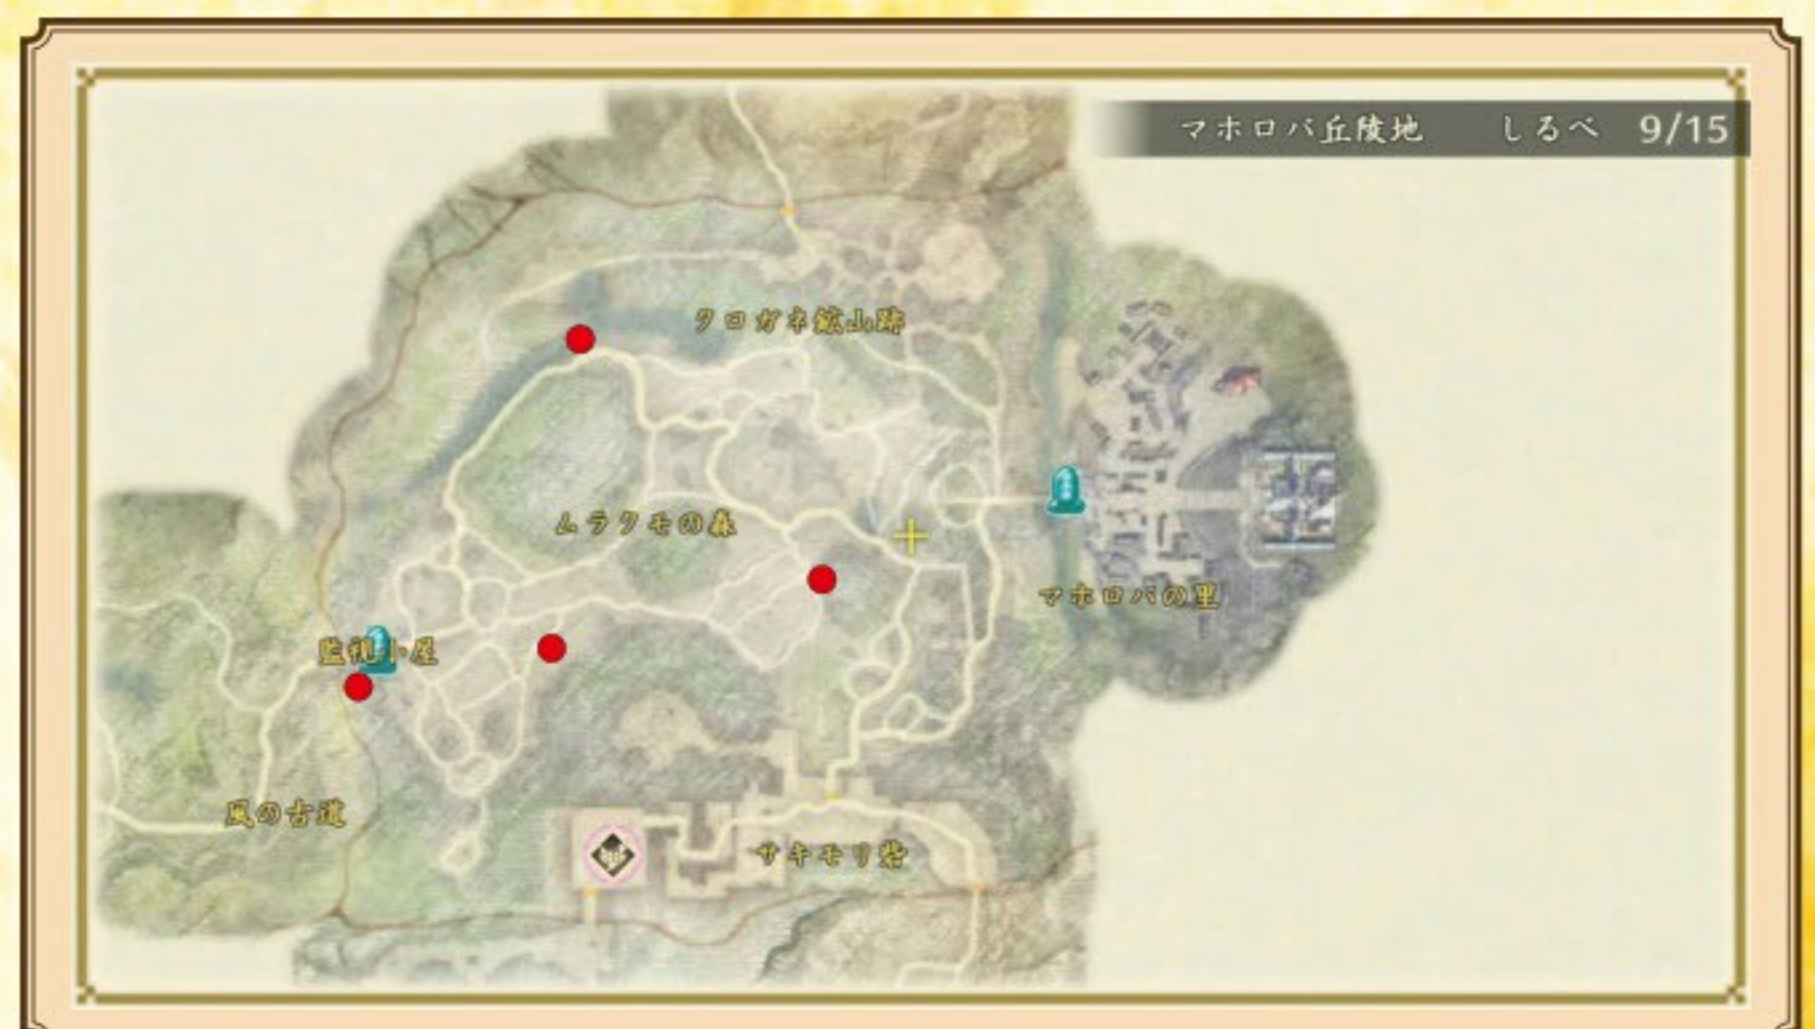 マホロバ丘陵地 しるべ 9/15
クロガネ鉱山跡
ムラクモの森
マホロバの里
監視小屋
風の古道
サキモリ砦